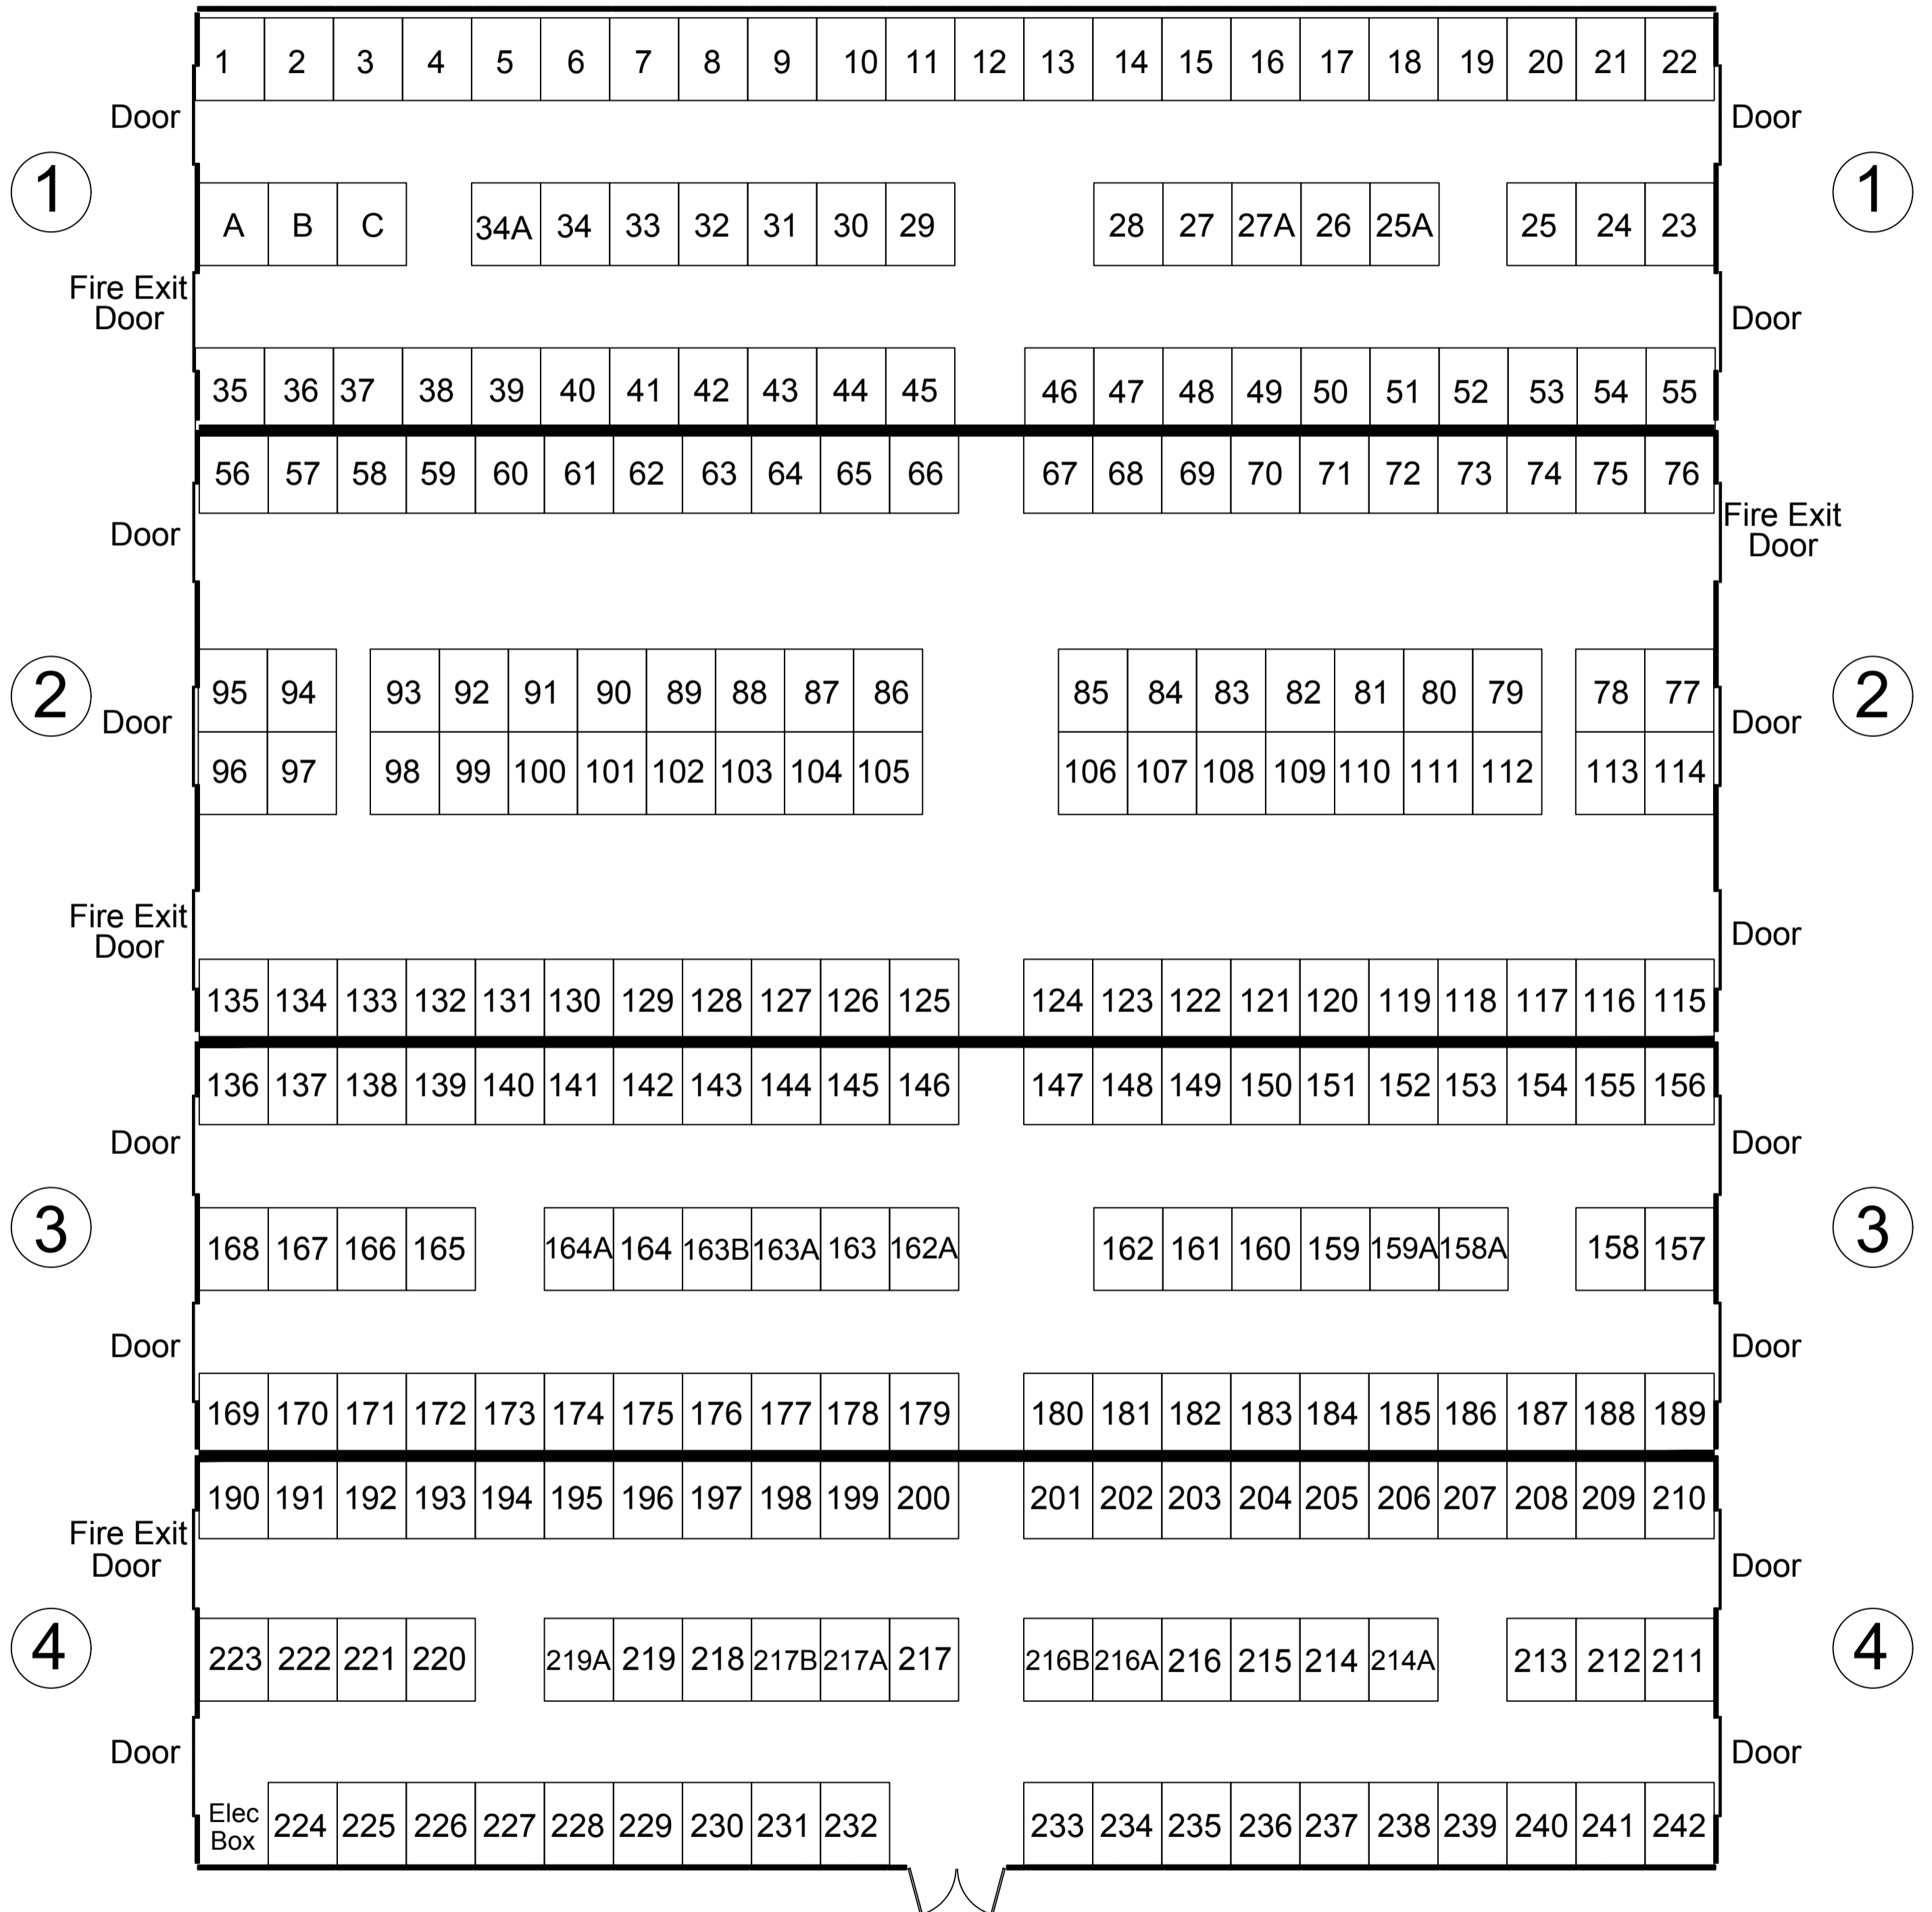 1 2 3 4 5 6 7 8 9 10 11 12 13 14 15 16 17 18 19 20 21 22
Door Door
1 1
A B C 34A 34 33 32 31 30 29 28 27 27A 26 25A 25 24 23
Fire Exit
Door Door
35 36 37 38 39 40 41 42 43 44 45 46 47 48 49 50 51 52 53 54 55
56 57 58 59 60 61 62 63 64 65 66 67 68 69 70 71 72 73 74 75 76
Door Fire Exit
Door
2 95 94 93 92 91 90 89 88 87 86 85 84 83 82 81 80 79 78 77 2
Door Door
96 97 98 99 100 101 102 103 104 105 106 107 108 109 110 111 112 113 114
Fire Exit
Door Door
135 134 133 132 131 130 129 128 127 126 125 124 123 122 121 120 119 118 117 116 115
136 137 138 139 140 141 142 143 144 145 146 147 148 149 150 151 152 153 154 155 156
Door Door
3 168 167 166 165 164A 164 163B 163A 163 162A 162 161 160 159 159A 158A 158 157 3
Door Door
169 170 171 172 173 174 175 176 177 178 179 180 181 182 183 184 185 186 187 188 189
190 191 192 193 194 195 196 197 198 199 200 201 202 203 204 205 206 207 208 209 210
Fire Exit
Door Door
4 223 222 221 220 219A 219 218 217B 217A 217 216B 216A 216 215 214 214A 213 212 211 4
Door Door
Elec
Box 224 225 226 227 228 229 230 231 232 233 234 235 236 237 238 239 240 241 242